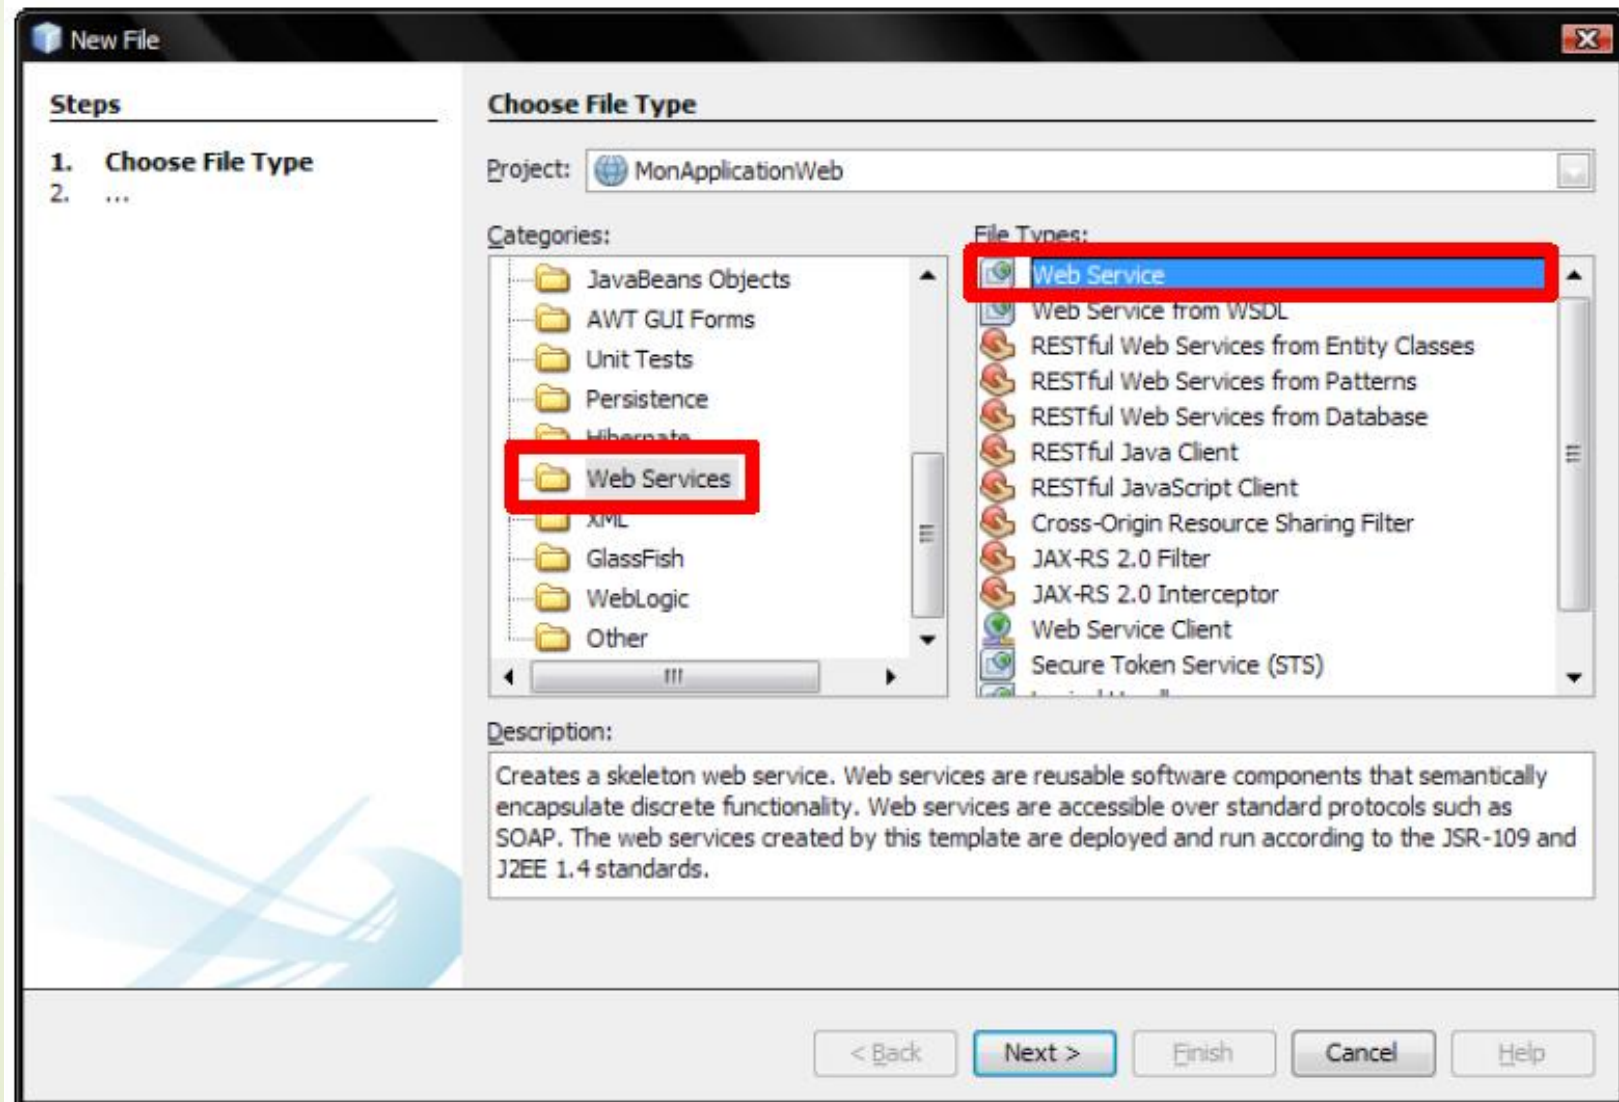 New File
Steps
1. Choose File Type
2. ...
Choose File Type
Project: MonApplicationWeb
Categories:
JavaBeans Objects
AWT GUI Forms
Unit Tests
Persistence
Hibernate
Web Services
XML
GlassFish
WebLogic
Other
File Types:
Web Service
Web Service from WSDL
RESTful Web Services from Entity Classes
RESTful Web Services from Patterns
RESTful Web Services from Database
RESTful Java Client
RESTful JavaScript Client
Cross-Origin Resource Sharing Filter
JAX-RS 2.0 Filter
JAX-RS 2.0 Interceptor
Web Service Client
Secure Token Service (STS)
Description:
Creates a skeleton web service. Web services are reusable software components that semantically
encapsulate discrete functionality. Web services are accessible over standard protocols such as
SOAP. The web services created by this template are deployed and run according to the JSR-109 and
J2EE 1.4 standards.
< Back Next > Finish Cancel Help